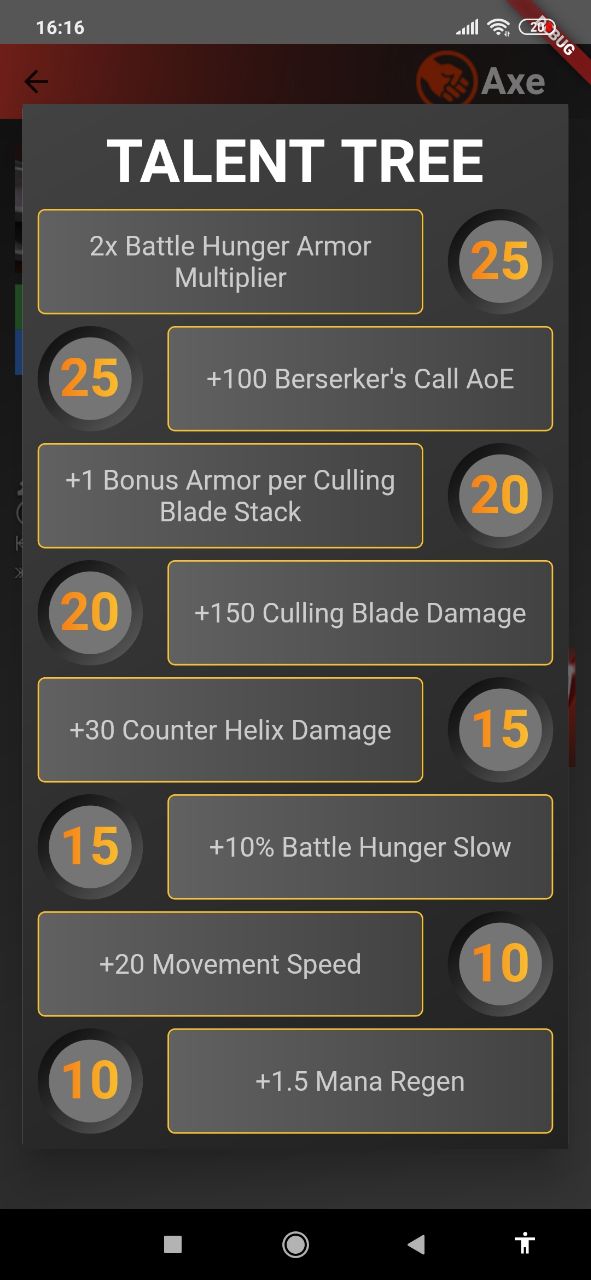 16:16
20
DEBUG
Axe
TALENT TREE
2x Battle Hunger Armor
Multiplier
25
25
+100 Berserker's Call AoE
+1 Bonus Armor per Culling
Blade Stack
20
20
+150 Culling Blade Damage
+30 Counter Helix Damage
15
15
+10% Battle Hunger Slow
+20 Movement Speed
10
10
+1.5 Mana Regen